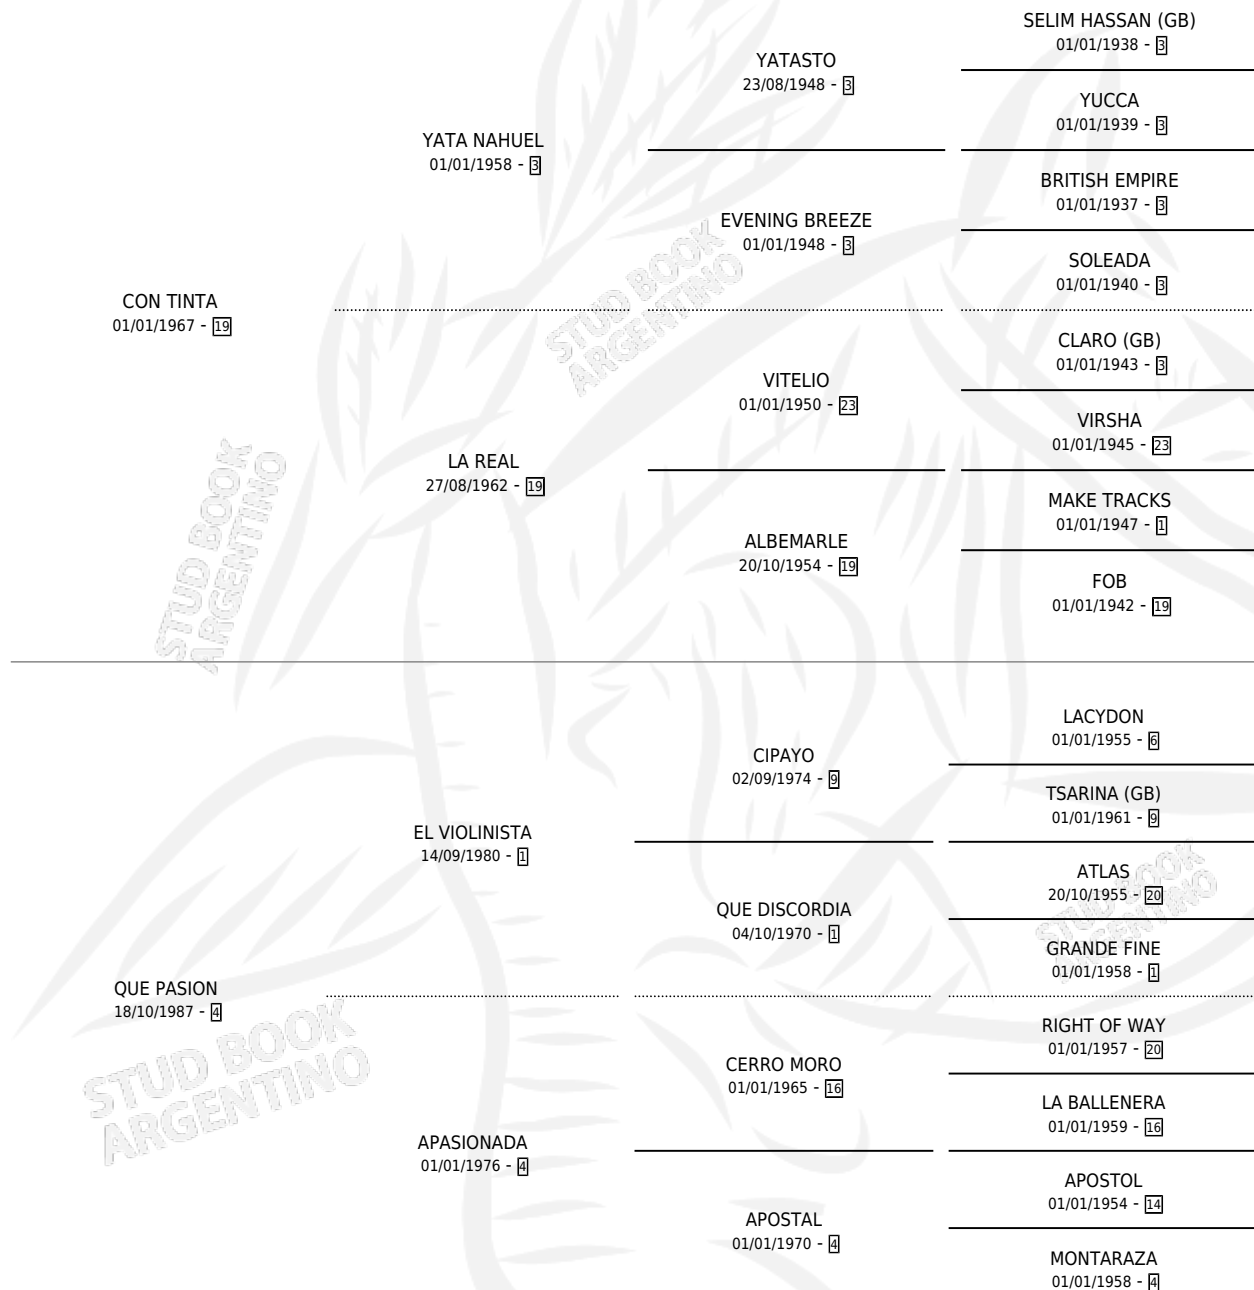 CON TINTA
01/01/1967 - 19
YATA NAHUEL
01/01/1958 - 3
LA REAL
27/08/1962 - 19
YATASTO
23/08/1948 - 3
EVENING BREEZE
01/01/1948 - 3
VITELIO
01/01/1950 - 23
ALBEMARLE
20/10/1954 - 19
SELIM HASSAN (GB)
01/01/1938 - 3
YUCCA
01/01/1939 - 3
BRITISH EMPIRE
01/01/1937 - 3
SOLEADA
01/01/1940 - 3
CLARO (GB)
01/01/1943 - 3
VIRSHA
01/01/1945 - 23
MAKE TRACKS
01/01/1947 - 1
FOB
01/01/1942 - 19
QUE PASION
18/10/1987 - 4
EL VIOLINISTA
14/09/1980 - 1
APASIONADA
01/01/1976 - 4
CIPAYO
02/09/1974 - 9
QUE DISCORDIA
04/10/1970 - 1
CERRO MORO
01/01/1965 - 16
APOSTAL
01/01/1970 - 4
LACYDON
01/01/1955 - 6
TSARINA (GB)
01/01/1961 - 9
ATLAS
20/10/1955 - 20
GRANDE FINE
01/01/1958 - 1
RIGHT OF WAY
01/01/1957 - 20
LA BALLENERA
01/01/1959 - 16
APOSTOL
01/01/1954 - 14
MONTARAZA
01/01/1958 - 4
STUD BOOK
ARGENTINO
STUD BOOK
ARGENTINO
STUD BOOK
ARGENTINO
STUD BOOK
ARGENTINO